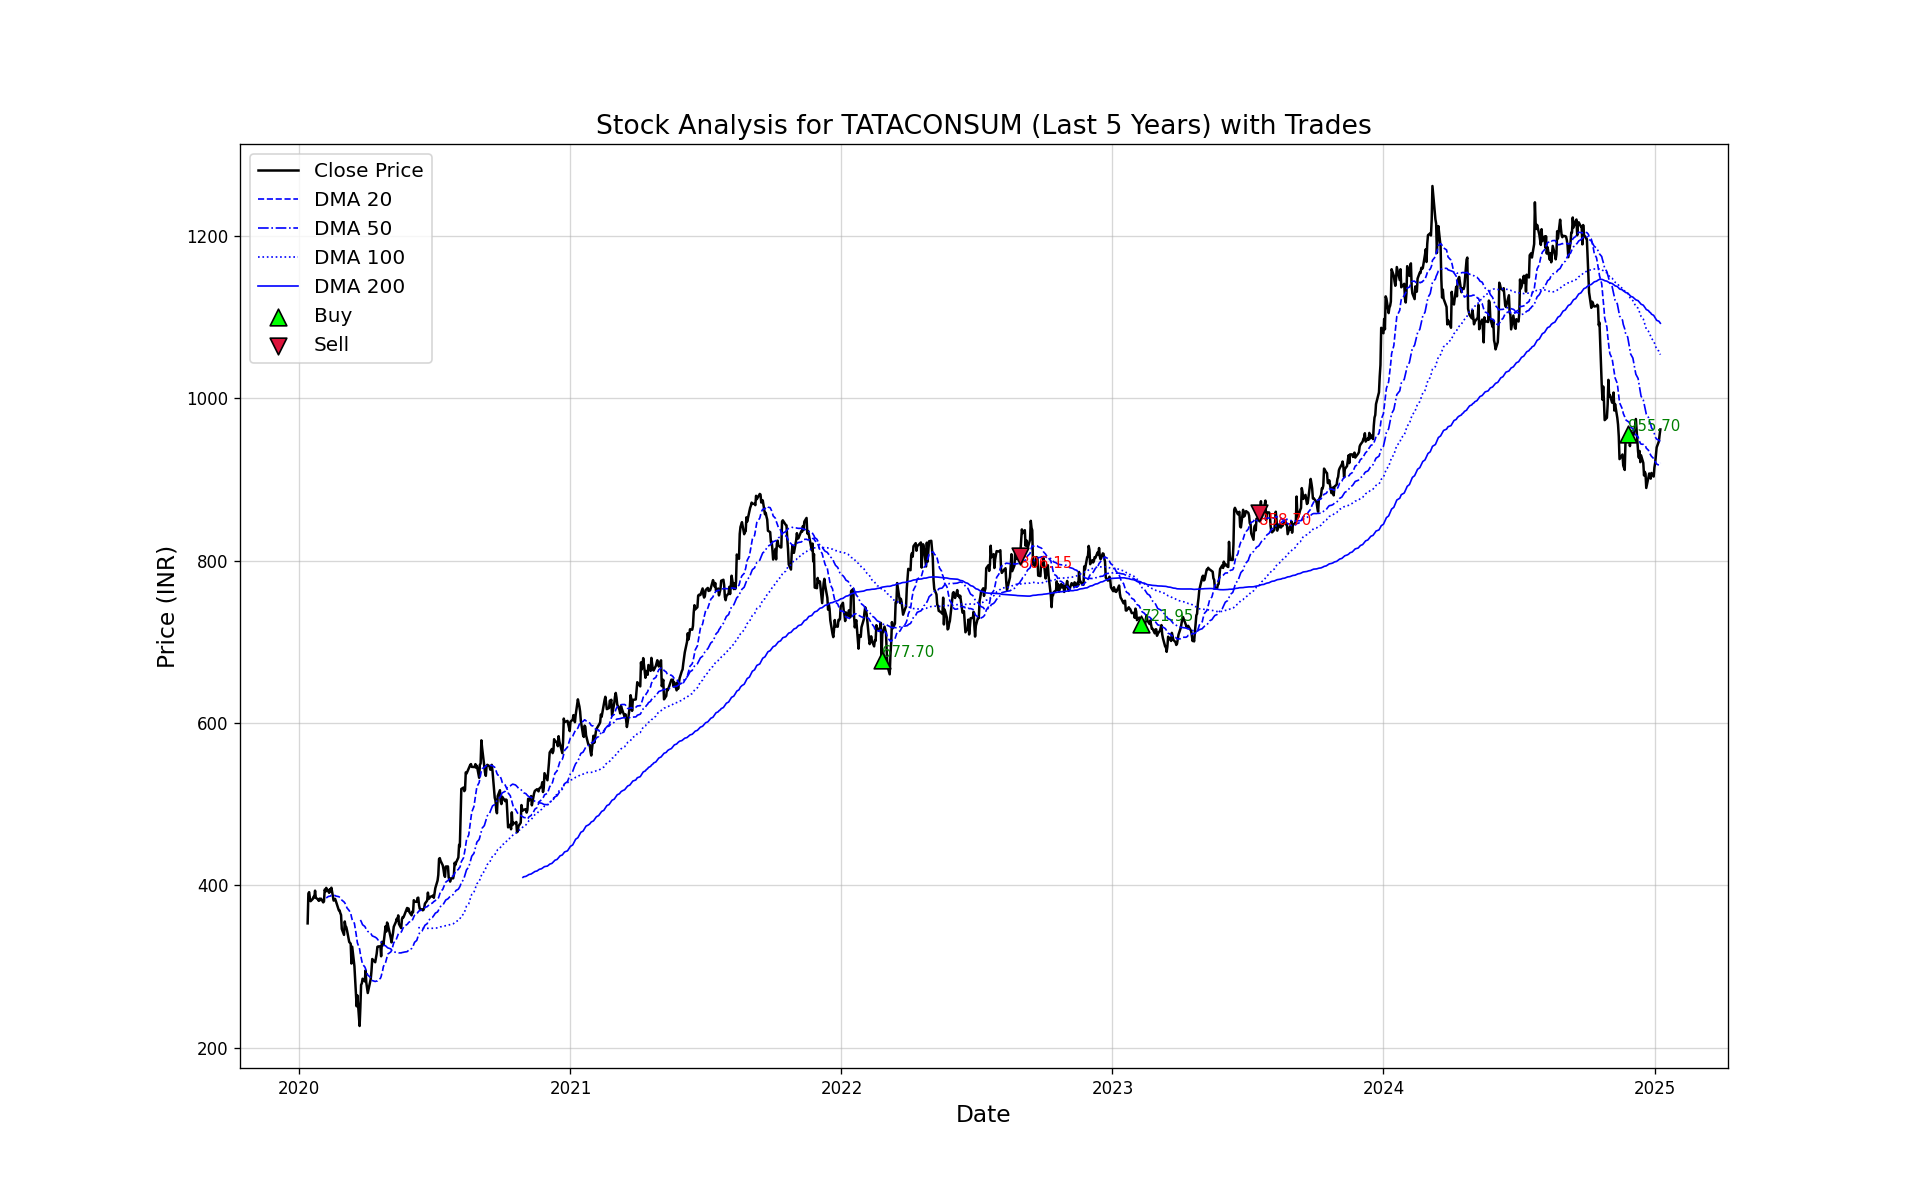 Stock Analysis for TATACONSUM (Last 5 Years) with Trades
Close Price
DMA 20
DMA 50
DMA 100
DMA 200
Buy
Sell
Price (INR)
1200
1000
800
600
400
200
677.70
806.15
721.95
955.70
2020
2021
2022
2023
2024
2025
Date